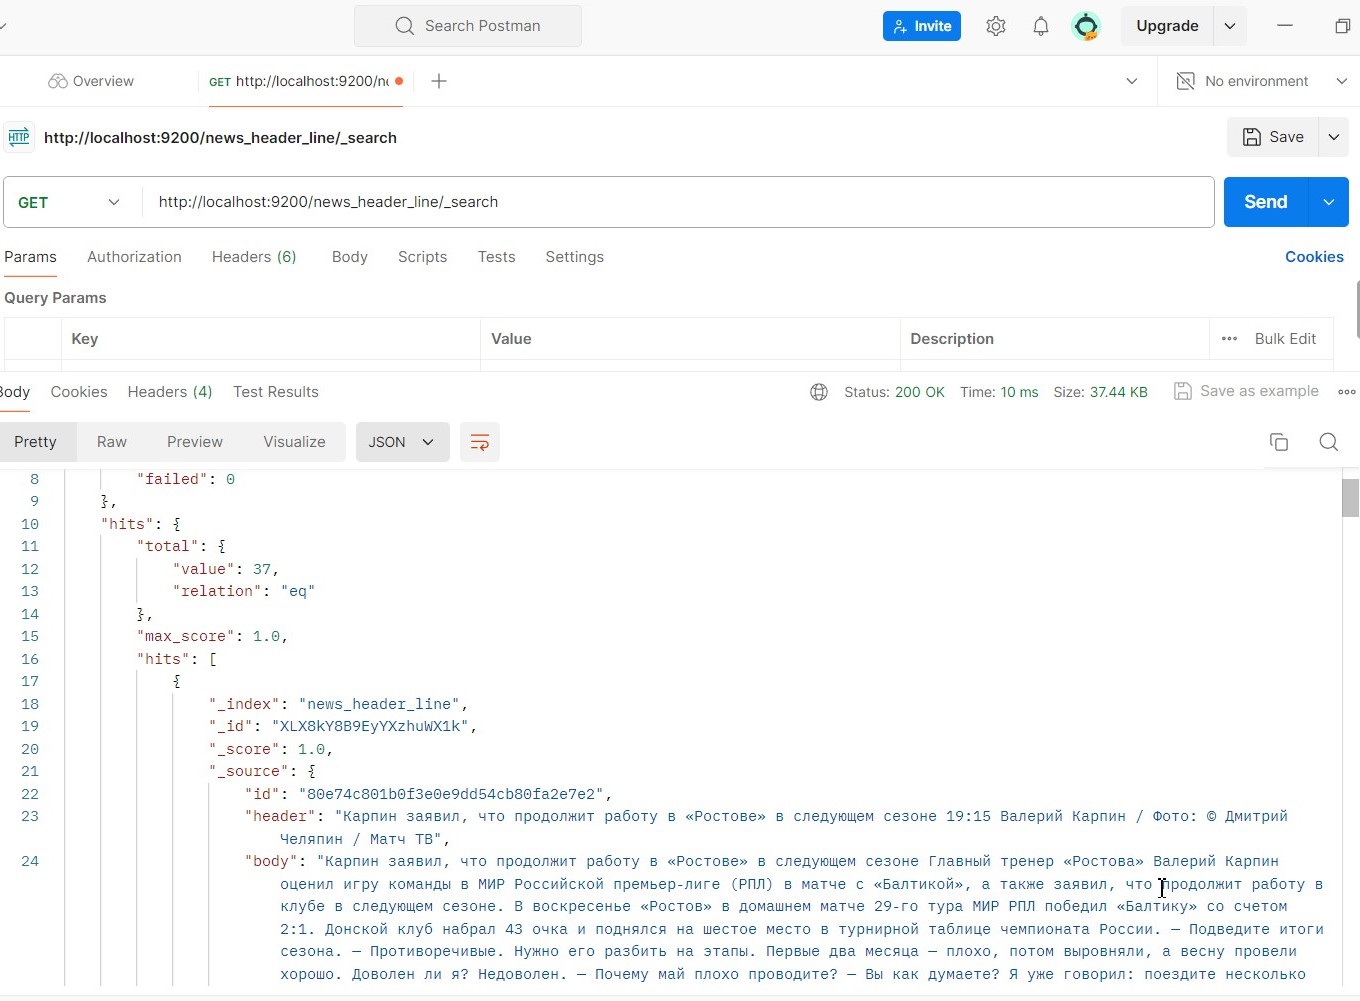 Search Postman
Invite
Upgrade
Overview
GET http://localhost:9200/ne
No environment
HTTP http://localhost:9200/news_header_line/_search
Save
GET http://localhost:9200/news_header_line/_search
Send
Params Authorization Headers (6) Body Scripts Tests Settings Cookies
Query Params
Key Value Description Bulk Edit
Body Cookies Headers (4) Test Results Status: 200 OK Time: 10 ms Size: 37.44 KB Save as example
Pretty Raw Preview Visualize JSON
8 "failed": 0
9 },
10 "hits": {
11 "total": {
12 "value": 37,
13 "relation": "eq"
14 },
15 "max_score": 1.0,
16 "hits": [
17 {
18 "_index": "news_header_line",
19 "_id": "XLX8kY8B9EyYXzhuWX1k",
20 "_score": 1.0,
21 "_source": {
22 "id": "80e74c801b0f3e0e9dd54cb80fa2e7e2",
23 "header": "Карпин заявил, что продолжит работу в «Ростове» в следующем сезоне 19:15 Валерий Карпин / Фото: © Дмитрий
Челяпин / Матч ТВ",
24 "body": "Карпин заявил, что продолжит работу в «Ростове» в следующем сезоне Главный тренер «Ростова» Валерий Карпин
оценил игру команды в МИР Российской премьер-лиге (РПЛ) в матче с «Балтикой», а также заявил, что продолжит работу в
клубе в следующем сезоне. В воскресенье «Ростов» в домашнем матче 29-го тура МИР РПЛ победил «Балтику» со счетом
2:1. Донской клуб набрал 43 очка и поднялся на шестое место в турнирной таблице чемпионата России. — Подведите итоги
сезона. — Противоречивые. Нужно его разбить на этапы. Первые два месяца — плохо, потом выровняли, а весну провели
хорошо. Доволен ли я? Недоволен. — Почему май плохо проводите? — Вы как думаете? Я уже говорил: поездите несколько